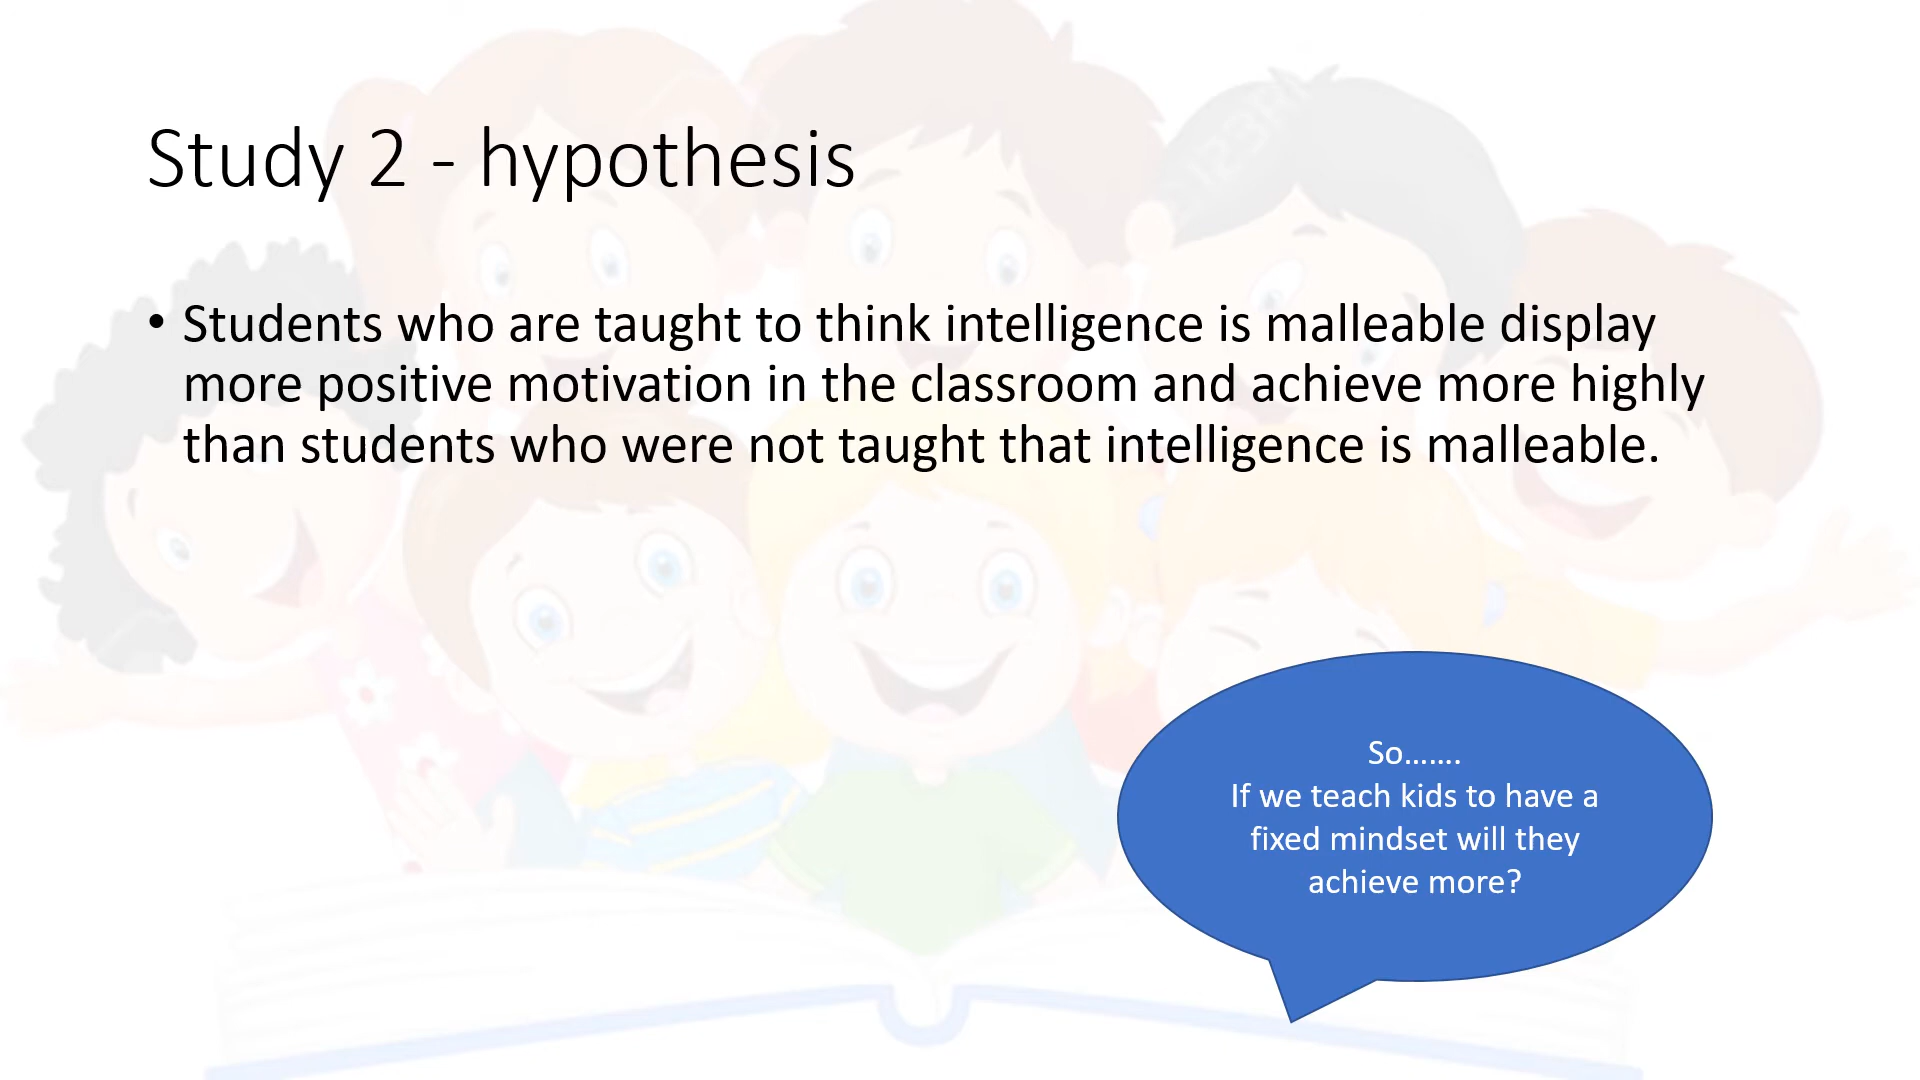 Study 2 - hypothesis
• Students who are taught to think intelligence is malleable display
more positive motivation in the classroom and achieve more highly
than students who were not taught that intelligence is malleable.
So.......
If we teach kids to have a
fixed mindset will they
achieve more?